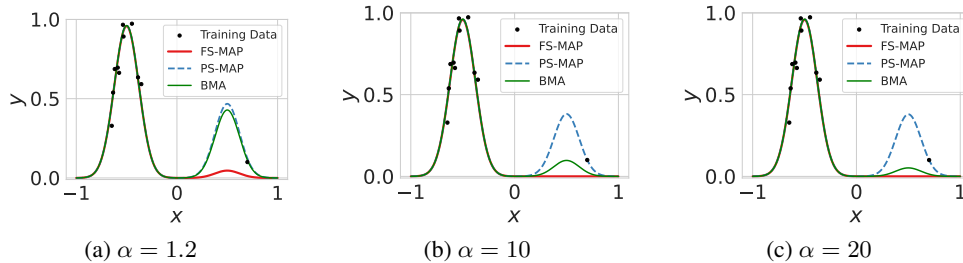 1.0
0.5
0.0
y
−1
0
1
x
Training Data
FS-MAP
PS-MAP
BMA
(a) α = 1.2
1.0
0.5
0.0
y
−1
0
1
x
Training Data
FS-MAP
PS-MAP
BMA
(b) α = 10
1.0
0.5
0.0
y
−1
0
1
x
Training Data
FS-MAP
PS-MAP
BMA
(c) α = 20